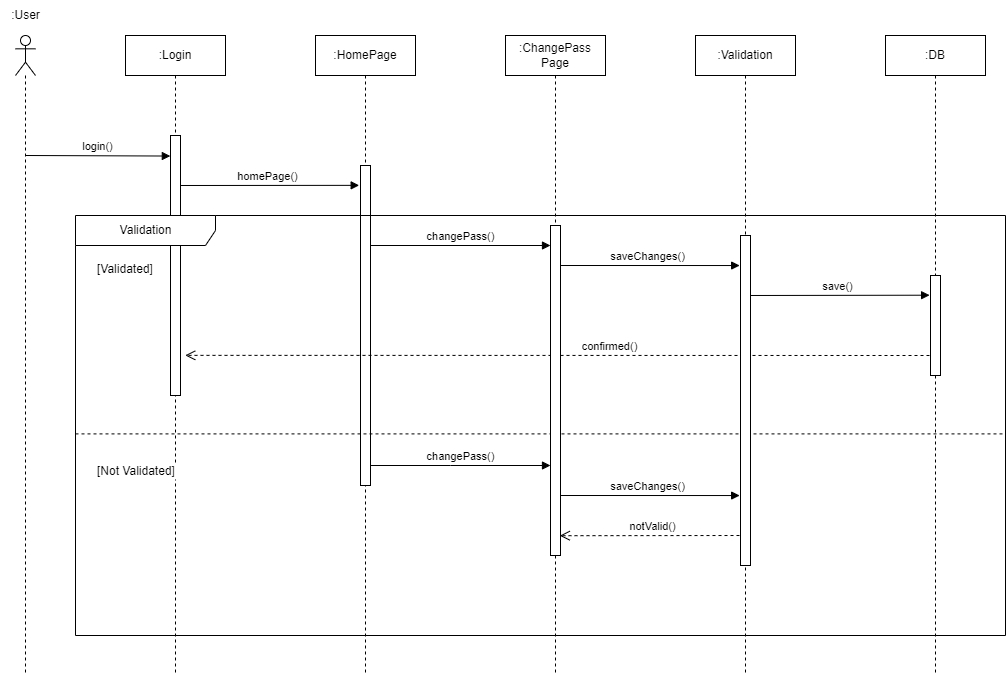 :User
:Login
:HomePage
:ChangePass
Page
:Validation
:DB
login()
homePage()
Validation
changePass()
saveChanges()
[Validated]
save()
confirmed()
changePass()
[Not Validated]
saveChanges()
notValid()